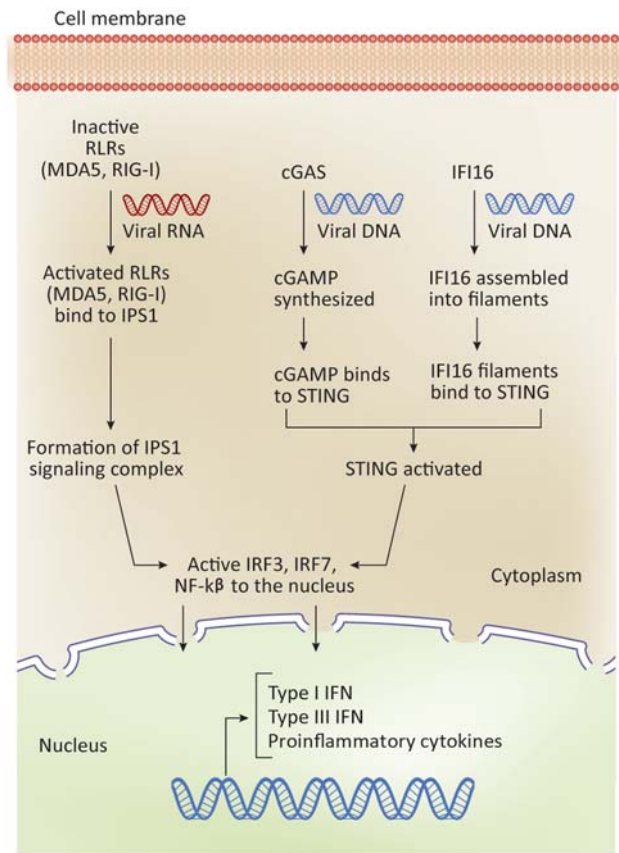 Cell membrane
Inactive
RLRs
(MDA5, RIG-I)
Viral RNA
Activated RLRs
(MDA5, RIG-I)
bind to IPS1
Formation of IPS1
signaling complex
cGAS
Viral DNA
cGAMP
synthesized
cGAMP binds
to STING
IFI16
Viral DNA
IFI16 assembled
into filaments
IFI16 filaments
bind to STING
STING activated
Active IRF3, IRF7,
NF-kβ to the nucleus
Cytoplasm
Type I IFN
Type III IFN
Proinflammatory cytokines
Nucleus